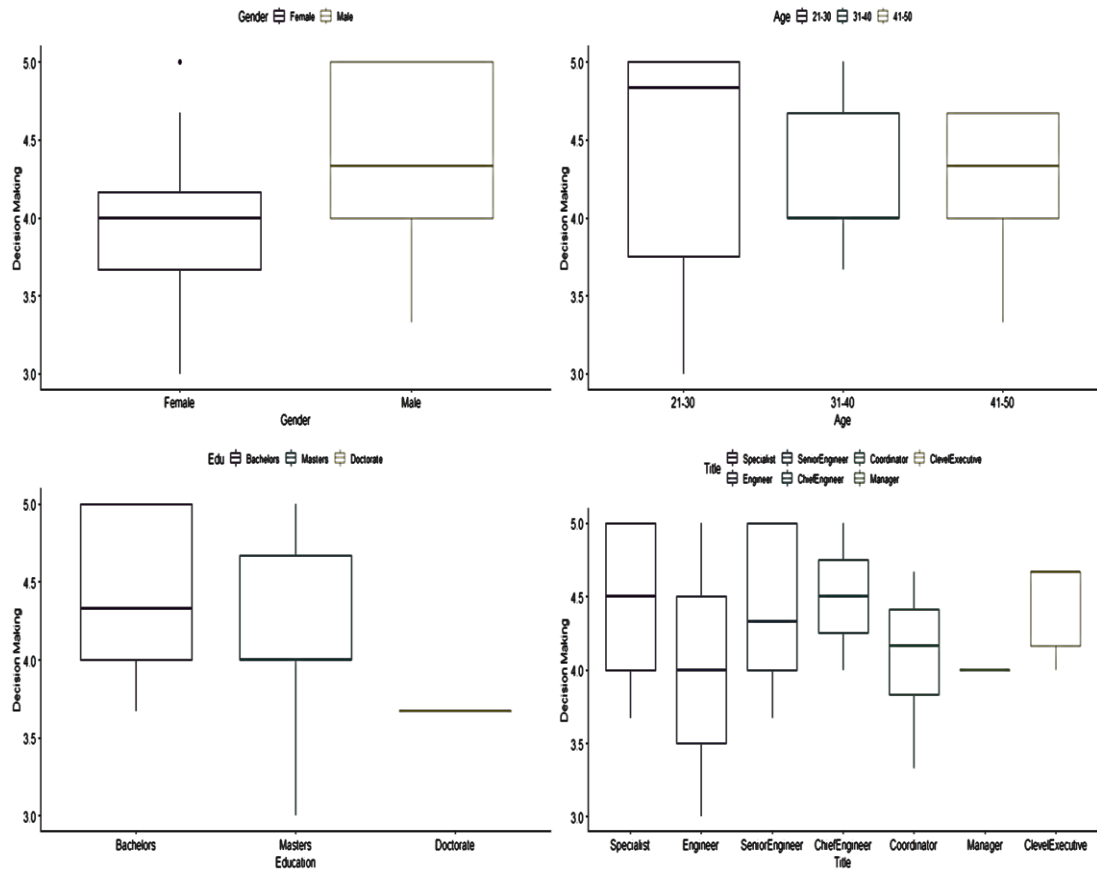 Gender Female Male
5.0
4.5
4.0
3.5
3.0
Decision Making
Female Male
Gender
Age 21-30 31-40 41-50
5.0
4.5
4.0
3.5
3.0
Decision Making
21-30 31-40 41-50
Age
Edu Bachelors Masters Doctorate
5.0
4.5
4.0
3.5
3.0
Decision Making
Bachelors Masters Doctorate
Education
Title
Specialist SeniorEngineer Coordinator ClevelExecutive
Engineer ChiefEngineer Manager
5.0
4.5
4.0
3.5
3.0
Decision Making
Specialist Engineer SeniorEngineer ChiefEngineer Coordinator Manager ClevelExecutive
Title